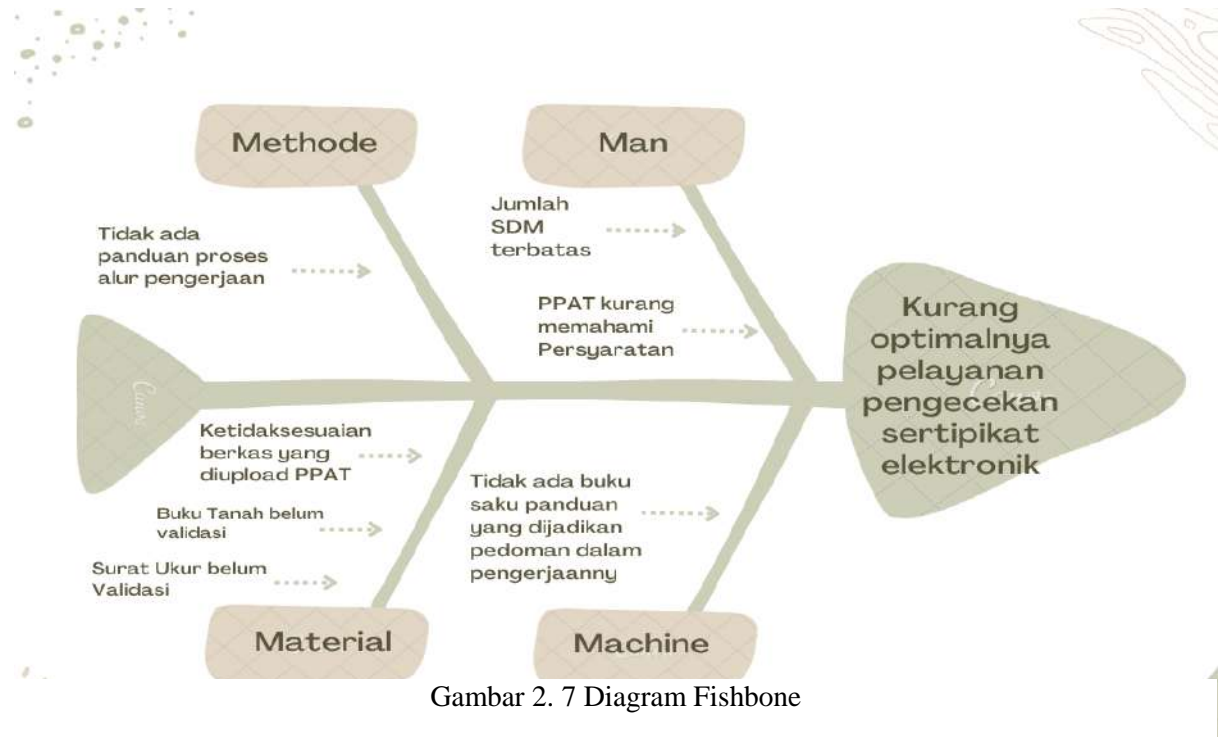 Methode
Man
Jumlah
SDM
terbatas
Tidak ada
panduan proses
alur pengerjaan
PPAT kurang
memahami
Persyaratan
Kurang
optimalnya
pelayanan
pengecekan
sertipikat
elektronik
Canva
Ketidaksesuaian
berkas yang
diupload PPAT
Buku Tanah belum
validasi
Surat Ukur belum
Validasi
Tidak ada buku
saku panduan
yang dijadikan
pedoman dalam
pengerjaanny
Material
Machine
Gambar 2. 7 Diagram Fishbone